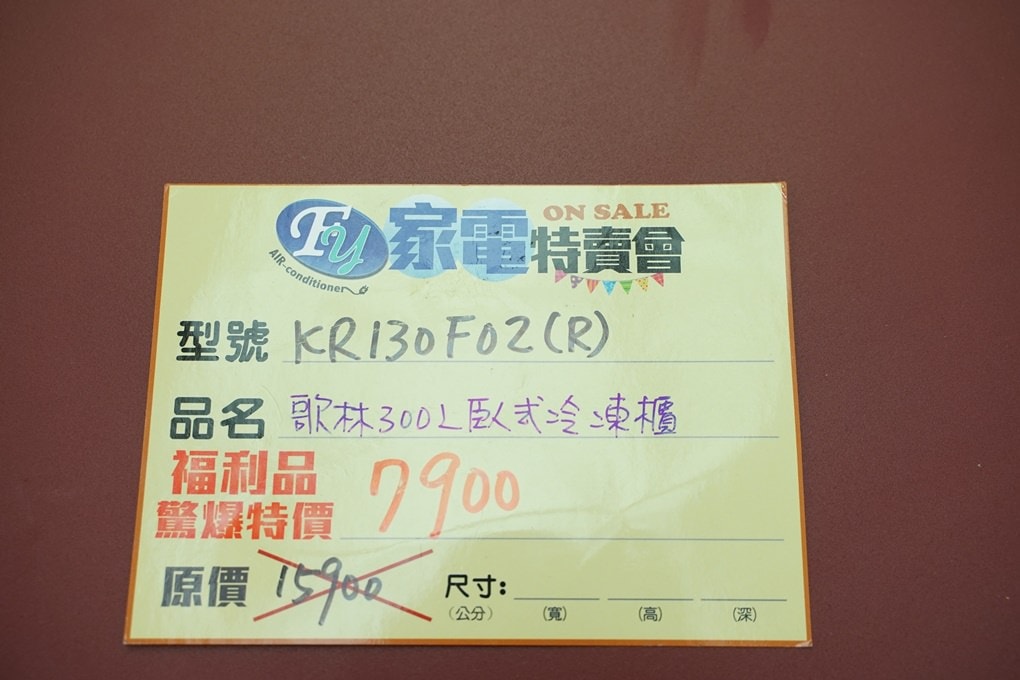 Fy 家電 ON SALE
AIR-conditioner 特賣會
型號 KR130F02(R)
品名 歌林300L臥式冷凍櫃
福利品
驚爆特價 7900
原價 15900 尺寸:
(公分) (寬) (高) (深)